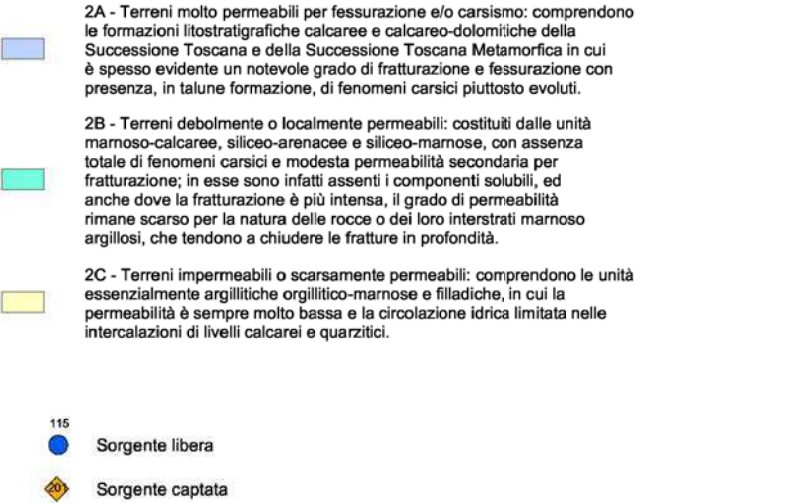 2A - Terreni molto permeabili per fessurazione e/o carsismo: comprendono
le formazioni litostratigrafiche calcaree e calcareo-dolomitiche della
Successione Toscana e della Successione Toscana Metamorfica in cui
è spesso evidente un notevole grado di fratturazione e fessurazione con
presenza, in talune formazione, di fenomeni carsici piuttosto evoluti.
2B - Terreni debolmente o localmente permeabili: costituiti dalle unità
marnoso-calcaree, siliceo-arenacee e siliceo-marnose, con assenza
totale di fenomeni carsici e modesta permeabilità secondaria per
fratturazione; in esse sono infatti assenti i componenti solubili, ed
anche dove la fratturazione è più intensa, il grado di permeabilità
rimane scarso per la natura delle rocce o dei loro interstrati marnoso
argillosi, che tendono a chiudere le fratture in profondità.
2C - Terreni impermeabili o scarsamente permeabili: comprendono le unità
essenzialmente argillitiche orgillitico-marnose e filladiche, in cui la
permeabilità è sempre molto bassa e la circolazione idrica limitata nelle
intercalazioni di livelli calcarei e quarzitici.
115
Sorgente libera
201 Sorgente captata